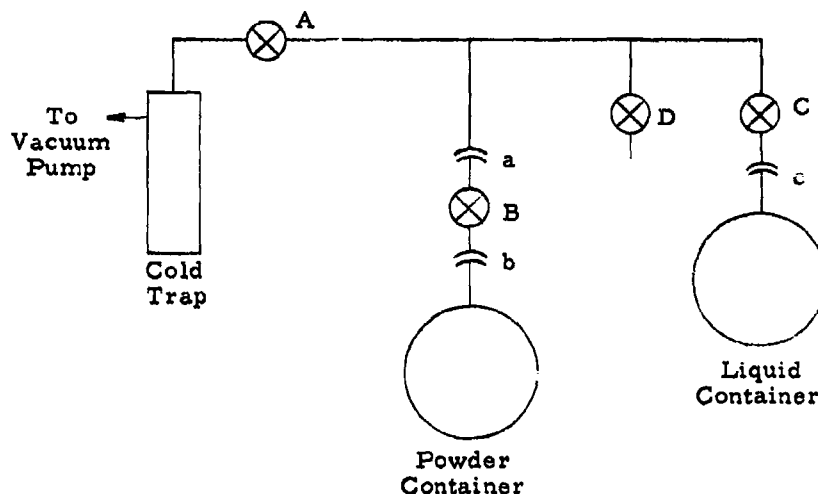 A
To
Vacuum
Pump
a
D
C
c
B
b
Cold
Trap
Liquid
Container
Powder
Container